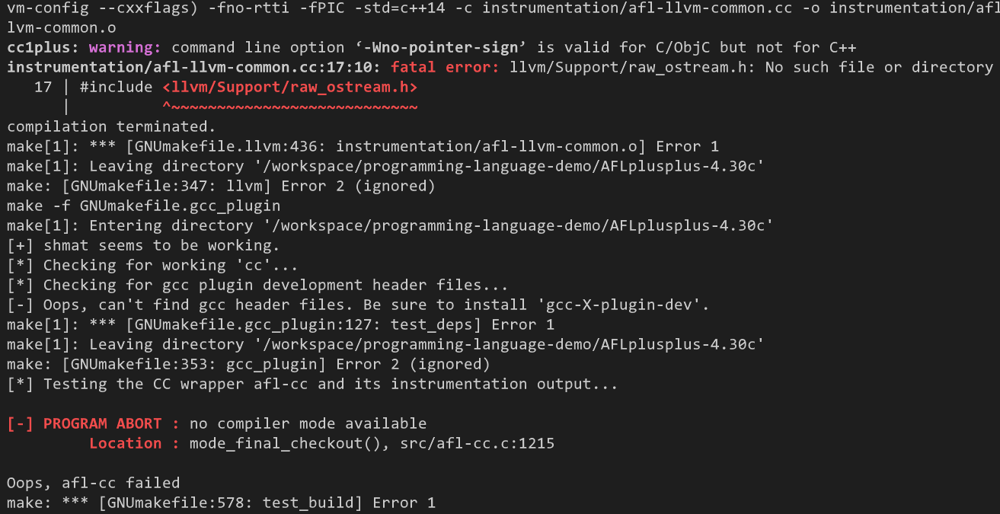 vm-config --cxxflags) -fno-rtti -fPIC -std=c++14 -c instrumentation/afl-llvm-common.cc -o instrumentation/afl
lvm-common.o
cc1plus: warning: command line option ‘-Wno-pointer-sign’ is valid for C/ObjC but not for C++
instrumentation/afl-llvm-common.cc:17:10: fatal error: llvm/Support/raw_ostream.h: No such file or directory
17 | #include <llvm/Support/raw_ostream.h>
| ^~~~~~~~~~~~~~~~~~~~~~~~~~~~
compilation terminated.
make[1]: *** [GNUmakefile.llvm:436: instrumentation/afl-llvm-common.o] Error 1
make[1]: Leaving directory '/workspace/programming-language-demo/AFLplusplus-4.30c'
make: [GNUmakefile:347: llvm] Error 2 (ignored)
make -f GNUmakefile.gcc_plugin
make[1]: Entering directory '/workspace/programming-language-demo/AFLplusplus-4.30c'
[+] shmat seems to be working.
[*] Checking for working 'cc'...
[*] Checking for gcc plugin development header files...
[-] Oops, can't find gcc header files. Be sure to install 'gcc-X-plugin-dev'.
make[1]: *** [GNUmakefile.gcc_plugin:127: test_deps] Error 1
make[1]: Leaving directory '/workspace/programming-language-demo/AFLplusplus-4.30c'
make: [GNUmakefile:353: gcc_plugin] Error 2 (ignored)
[*] Testing the CC wrapper afl-cc and its instrumentation output...
[-] PROGRAM ABORT : no compiler mode available
Location : mode_final_checkout(), src/afl-cc.c:1215
Oops, afl-cc failed
make: *** [GNUmakefile:578: test_build] Error 1